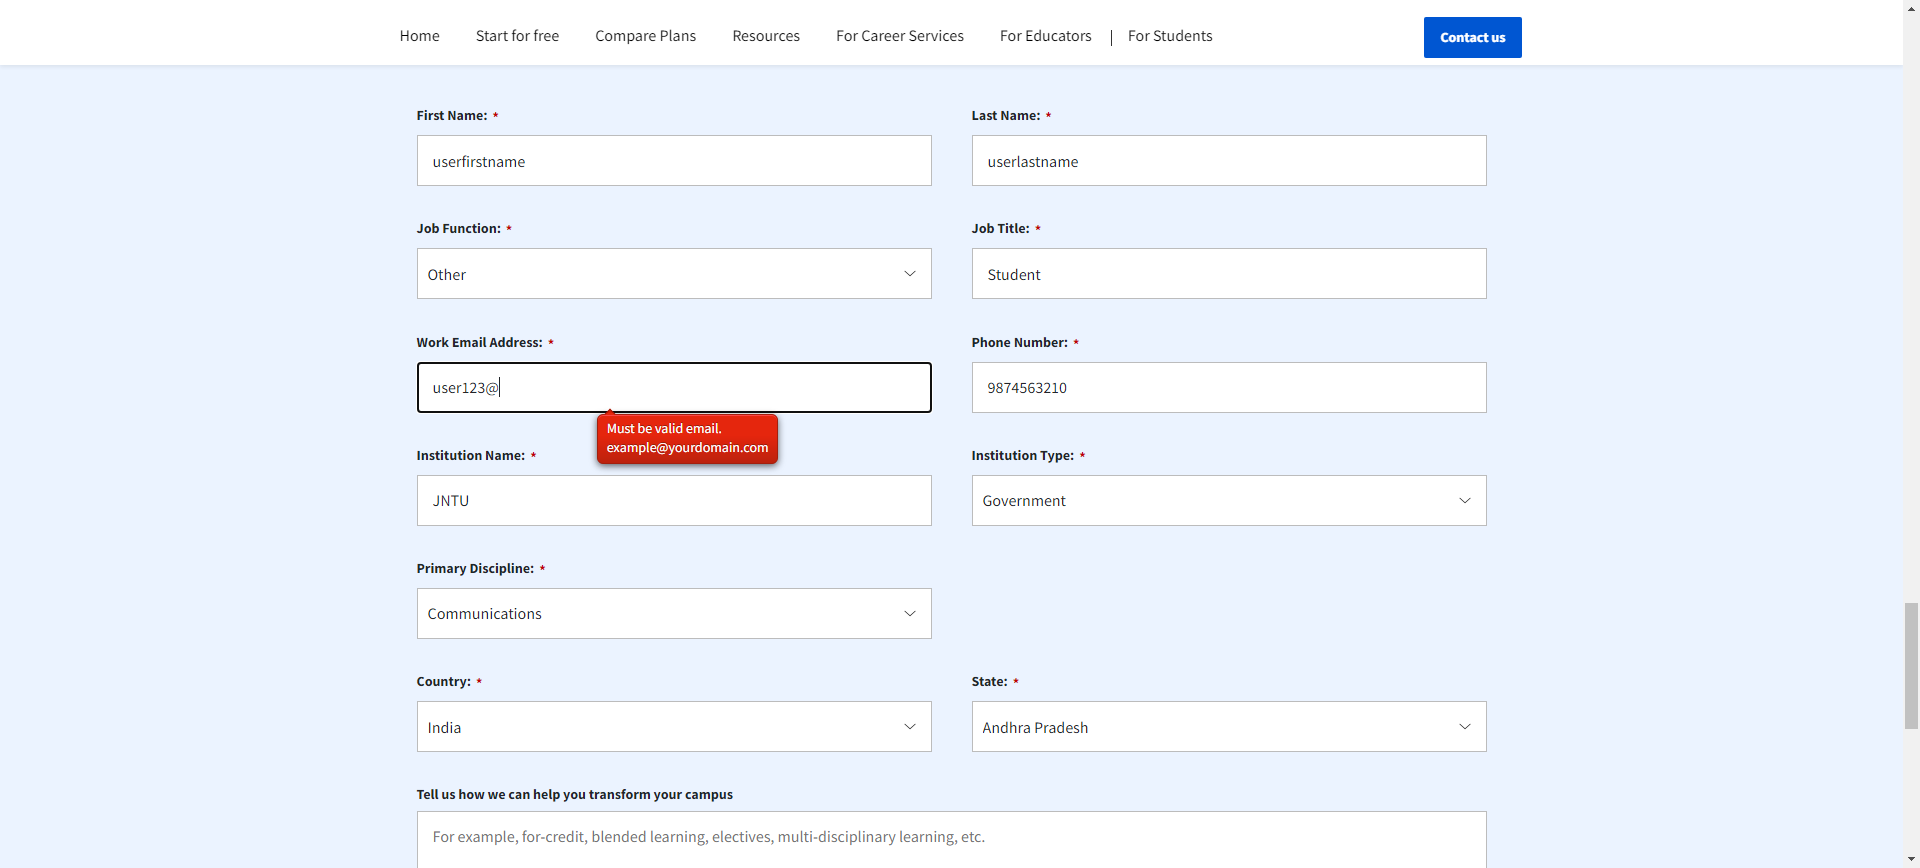 Home Start for free Compare Plans Resources For Career Services For Educators | For Students Contact us
First Name: * Last Name: *
userfirstname userlastname
Job Function: * Job Title: *
Other Student
Work Email Address: * Phone Number: *
user123@ 9874563210
Must be valid email.
example@yourdomain.com
Institution Name: * Institution Type: *
JNTU Government
Primary Discipline: *
Communications
Country: * State: *
India Andhra Pradesh
Tell us how we can help you transform your campus
For example, for-credit, blended learning, electives, multi-disciplinary learning, etc.